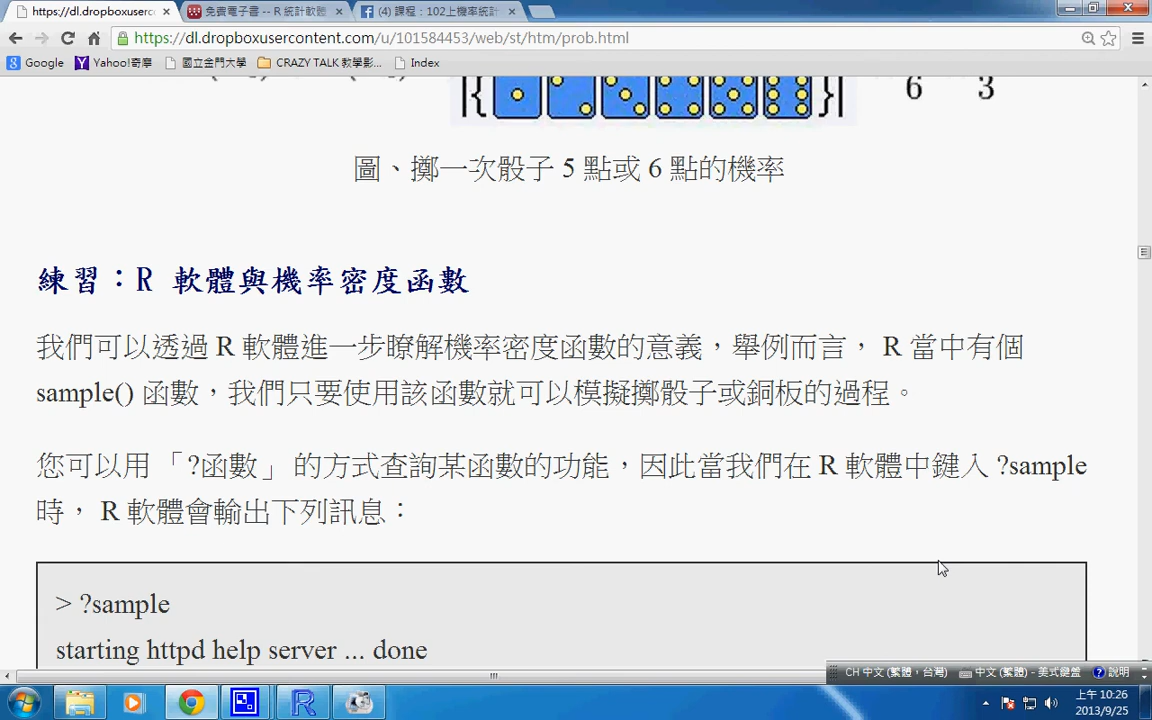 https://dl.dropboxuserc
免費電子書 -- R 統計軟體
(4) 課程：102上機率統計
https://dl.dropboxusercontent.com/u/101584453/web/st/htm/prob.html
Google
Yahoo!奇摩
國立金門大學
CRAZY TALK 教學影...
Index
|{ }| 6 3
圖、擲一次骰子 5 點或 6 點的機率
練習：R 軟體與機率密度函數
我們可以透過 R 軟體進一步瞭解機率密度函數的意義，舉例而言， R 當中有個
sample() 函數，我們只要使用該函數就可以模擬擲骰子或銅板的過程。
您可以用 「?函數」 的方式查詢某函數的功能，因此當我們在 R 軟體中鍵入 ?sample
時， R 軟體會輸出下列訊息：
> ?sample
starting httpd help server ... done
CH 中文 (繁體，台灣) 中文 (繁體) - 美式鍵盤 說明
上午 10:26
2013/9/25